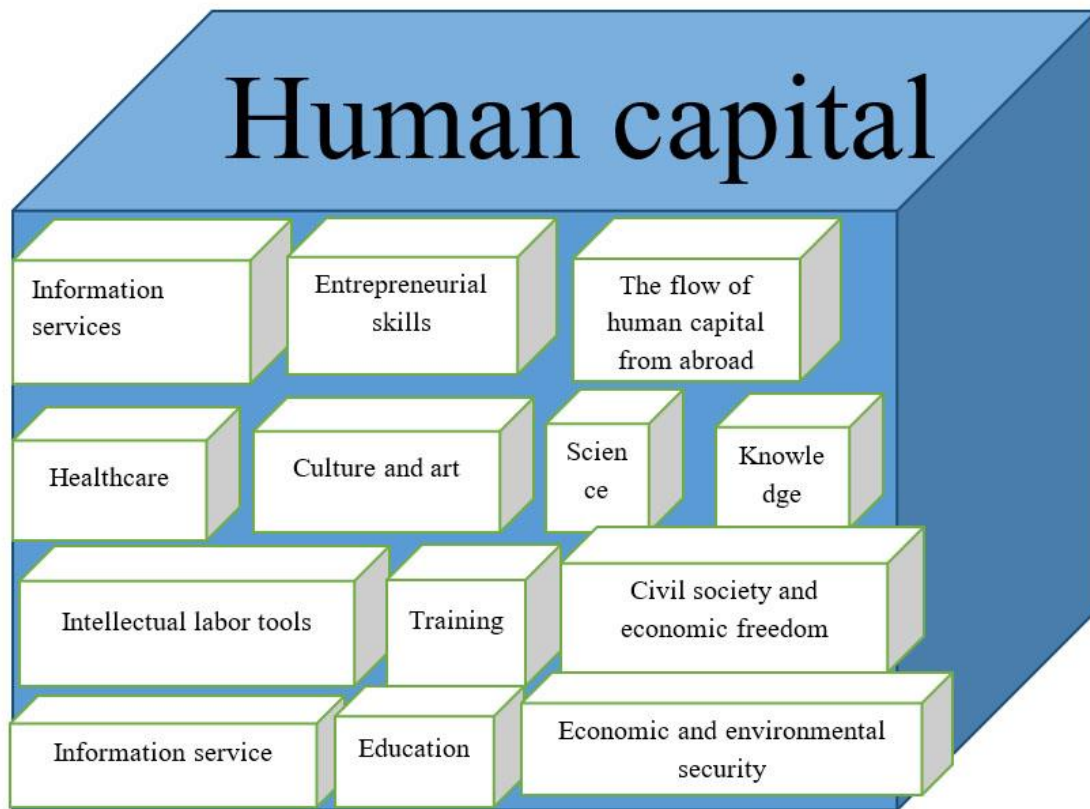 Human capital
Information
services
Entrepreneurial
skills
The flow of
human capital
from abroad
Healthcare
Culture and art
Scien
ce
Knowle
dge
Intellectual labor tools
Training
Civil society and
economic freedom
Information service
Education
Economic and environmental
security